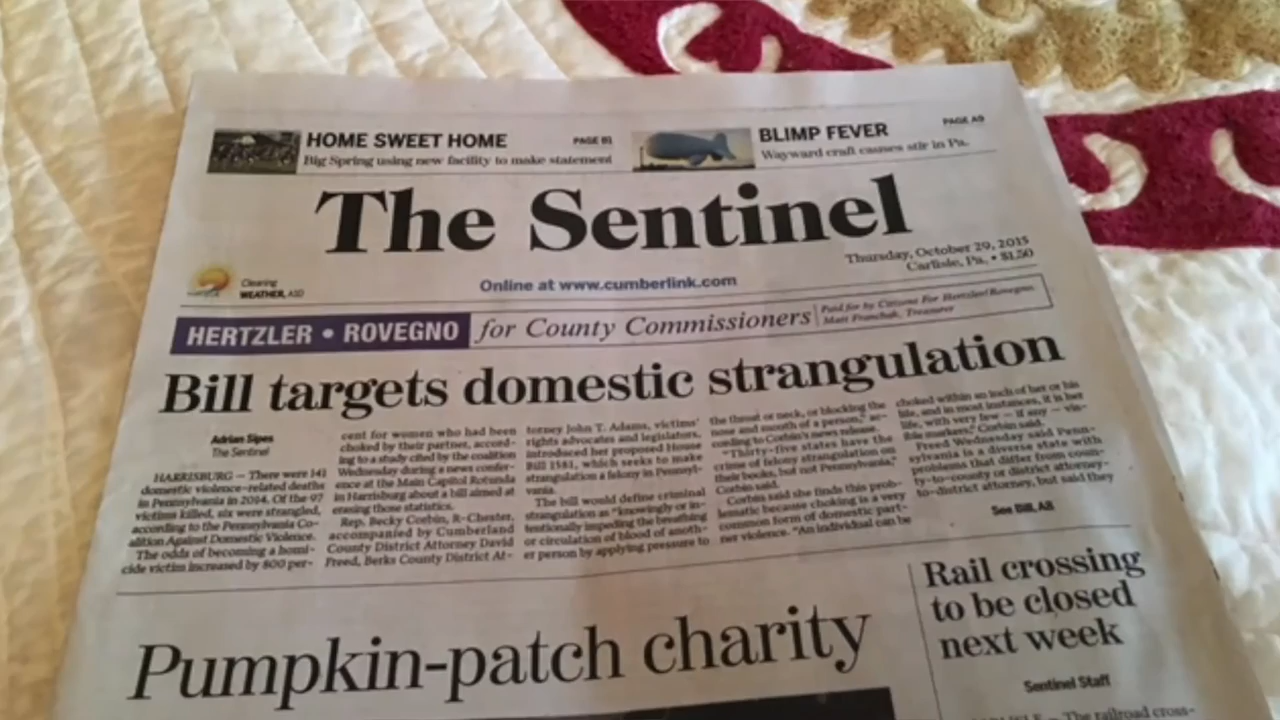 HOME SWEET HOME
PAGE B1
Big Spring using new facility to make statement
BLIMP FEVER
PAGE A9
Wayward craft causes stir in Pa.
The Sentinel
Thursday, October 29, 2015
Carlisle, Pa. • $1.50
Clearing
WEATHER, A10
Online at www.cumberlink.com
HERTZLER • ROVEGNO for County Commissioners
Paid for by Citizens For Hertzler/Rovegno
Matt Franchak, Treasurer
Bill targets domestic strangulation
Adrian Sipes
The Sentinel
HARRISBURG — There were 141
domestic violence-related deaths
in Pennsylvania in 2014. Of the 97
victims killed, six were strangled,
according to the Pennsylvania Co-
alition Against Domestic Violence.
The odds of becoming a homi-
cide victim increased by 800 per-
cent for women who had been
choked by their partner, accord-
ing to a study cited by the coalition
Wednesday during a news confer-
ence at the Main Capitol Rotunda
in Harrisburg about a bill aimed at
erasing those statistics.
Rep. Becky Corbin, R-Chester,
accompanied by Cumberland
County District Attorney David
Freed, Berks County District At-
torney John T. Adams, victims'
rights advocates and legislators,
introduced her proposed House
Bill 1581, which seeks to make
strangulation a felony in Pennsyl-
vania.
The bill would define criminal
strangulation as "knowingly or in-
tentionally impeding the breathing
or circulation of blood of anoth-
er person by applying pressure to
the throat or neck, or blocking the
nose and mouth of a person," ac-
cording to Corbin's news release.
"Thirty-five states have the
crime of felony strangulation on
their books, but not Pennsylvania,"
Corbin said.
Corbin said she finds this prob-
lematic because choking is a very
common form of domestic part-
ner violence. "An individual can be
choked within an inch of her or his
life, and in most instances, it is her
life, with very few — if any — vis-
ible markers," Corbin said.
Freed Wednesday said Penn-
sylvania is a diverse state with
problems that differ from coun-
ty-to-county or district attorney-
to-district attorney, but said they
See Bill, A8
Pumpkin-patch charity
Rail crossing
to be closed
next week
Sentinel Staff
The railroad cross-